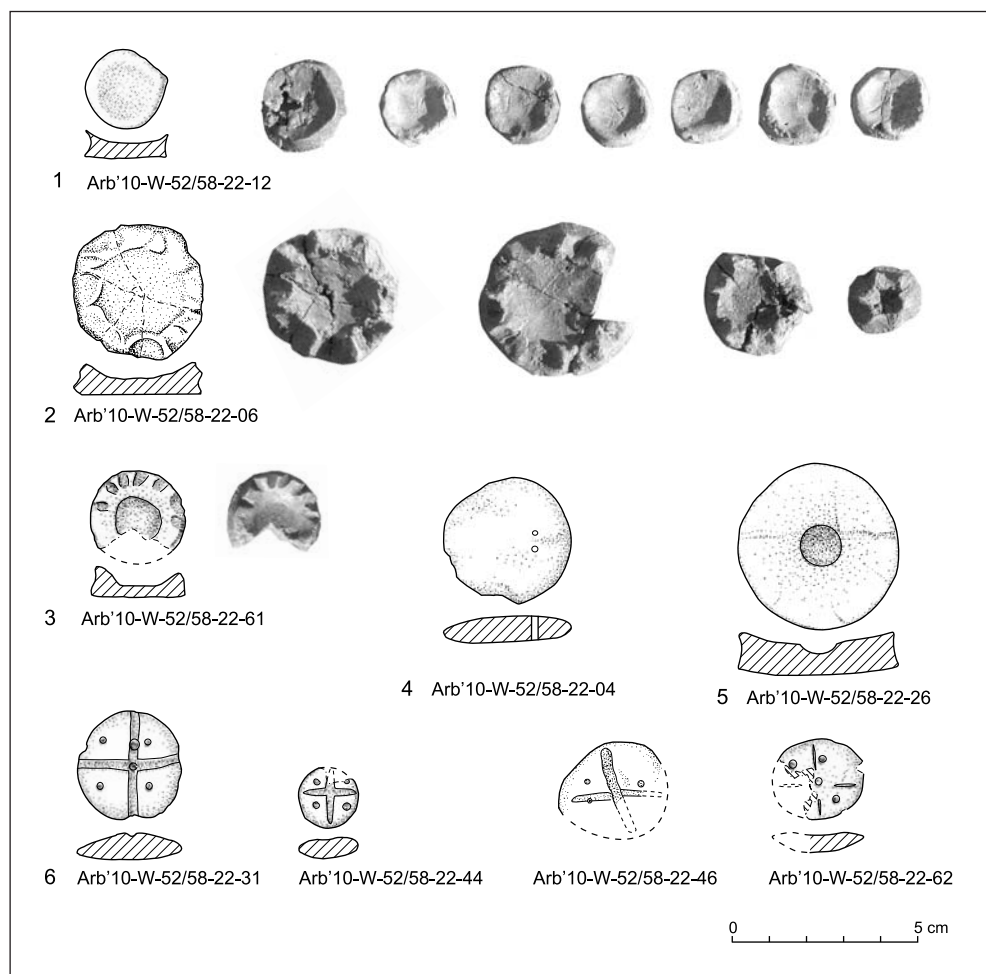 1 Arb'10-W-52/58-22-12
2 Arb'10-W-52/58-22-06
3 Arb'10-W-52/58-22-61
4 Arb'10-W-52/58-22-04
5 Arb'10-W-52/58-22-26
6 Arb'10-W-52/58-22-31 Arb'10-W-52/58-22-44 Arb'10-W-52/58-22-46 Arb'10-W-52/58-22-62
0 5 cm